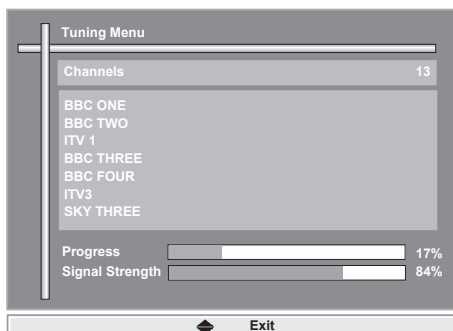 Tuning Menu
Channels 13
BBC ONE
BBC TWO
ITV 1
BBC THREE
BBC FOUR
ITV3
SKY THREE
Progress 17%
Signal Strength 84%
Exit